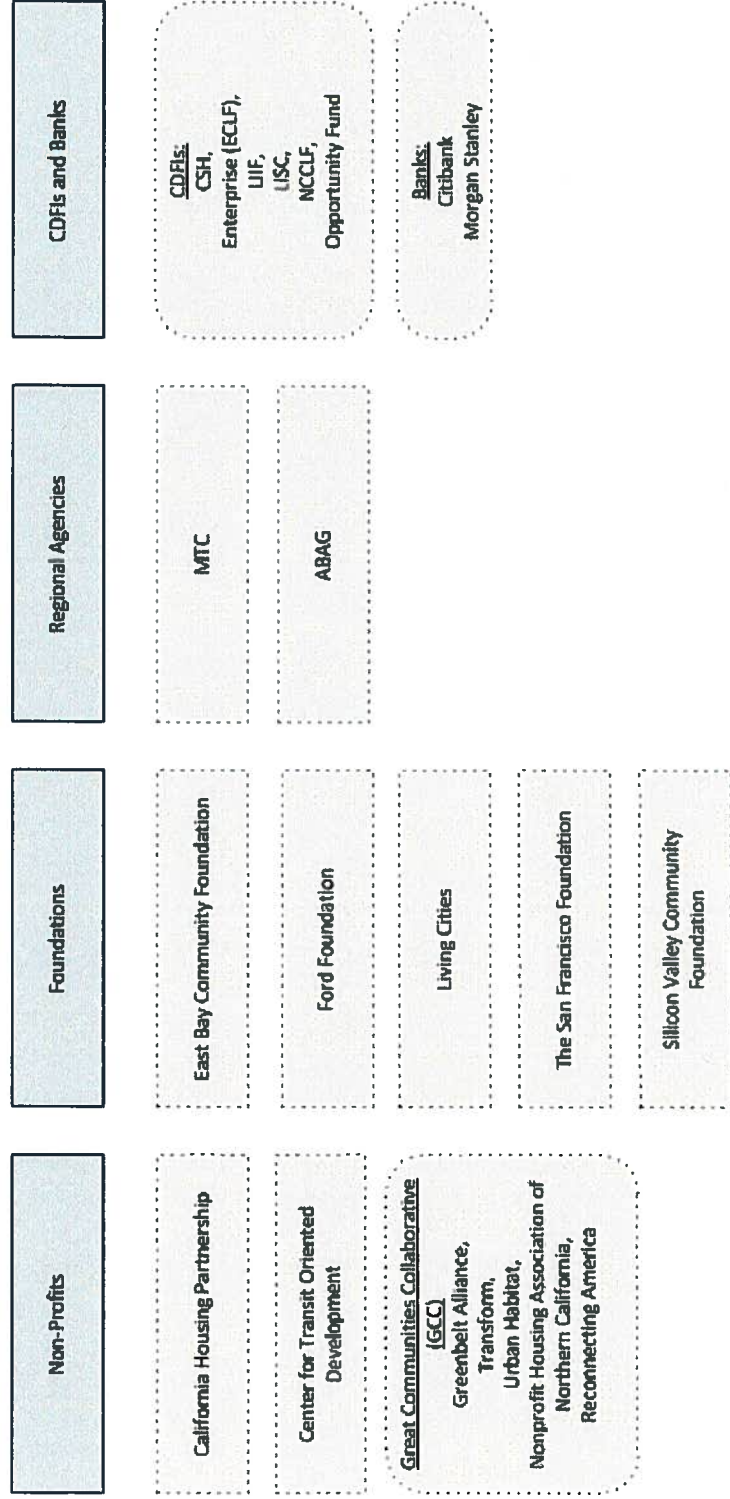 Non-Profits
California Housing Partnership
Center for Transit Oriented
Development
Great Communities Collaborative
(GCC)
Greenbelt Alliance,
Transform,
Urban Habitat,
Nonprofit Housing Association of
Northern California,
Reconnecting America
Foundations
East Bay Community Foundation
Ford Foundation
Living Cities
The San Francisco Foundation
Silicon Valley Community
Foundation
Regional Agencies
MTC
ABAG
CDFIs and Banks
CDFIs:
CSH,
Enterprise (ECLF),
LIIF,
LISC,
NCCLF,
Opportunity Fund
Banks:
Citibank
Morgan Stanley